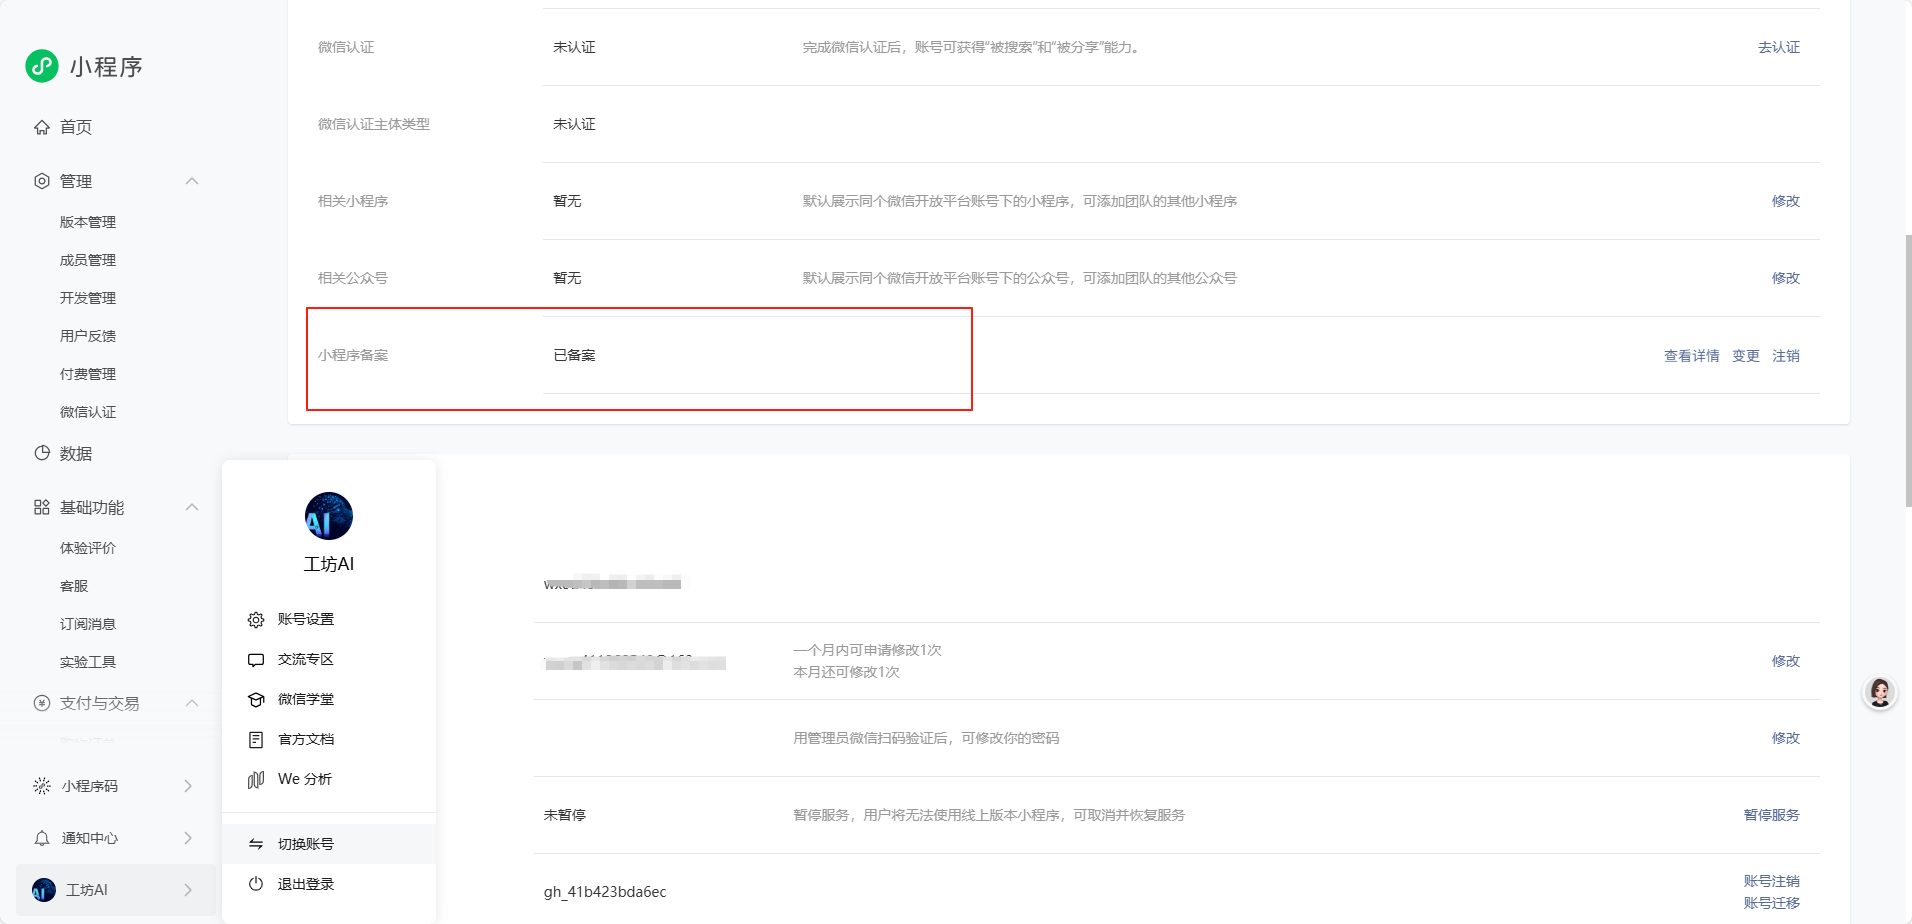 小程序
首页
管理
版本管理
成员管理
开发管理
用户反馈
付费管理
微信认证
数据
基础功能
体验评价
客服
订阅消息
实验工具
支付与交易
小程序码
通知中心
工坊AI
微信认证 未认证 完成微信认证后，账号可获得“被搜索”和“被分享”能力。 去认证
微信认证主体类型 未认证
相关小程序 暂无 默认展示同个微信开放平台账号下的小程序，可添加团队的其他小程序 修改
相关公众号 暂无 默认展示同个微信开放平台账号下的公众号，可添加团队的其他公众号 修改
小程序备案 已备案 查看详情 变更 注销
AI
工坊AI
账号设置
交流专区
微信学堂
官方文档
We 分析
切换账号
退出登录
一个月内可申请修改1次
本月还可修改1次
修改
用管理员微信扫码验证后，可修改你的密码 修改
未暂停 暂停服务，用户将无法使用线上版本小程序，可取消并恢复服务 暂停服务
gh_41b423bda6ec
账号注销
账号迁移